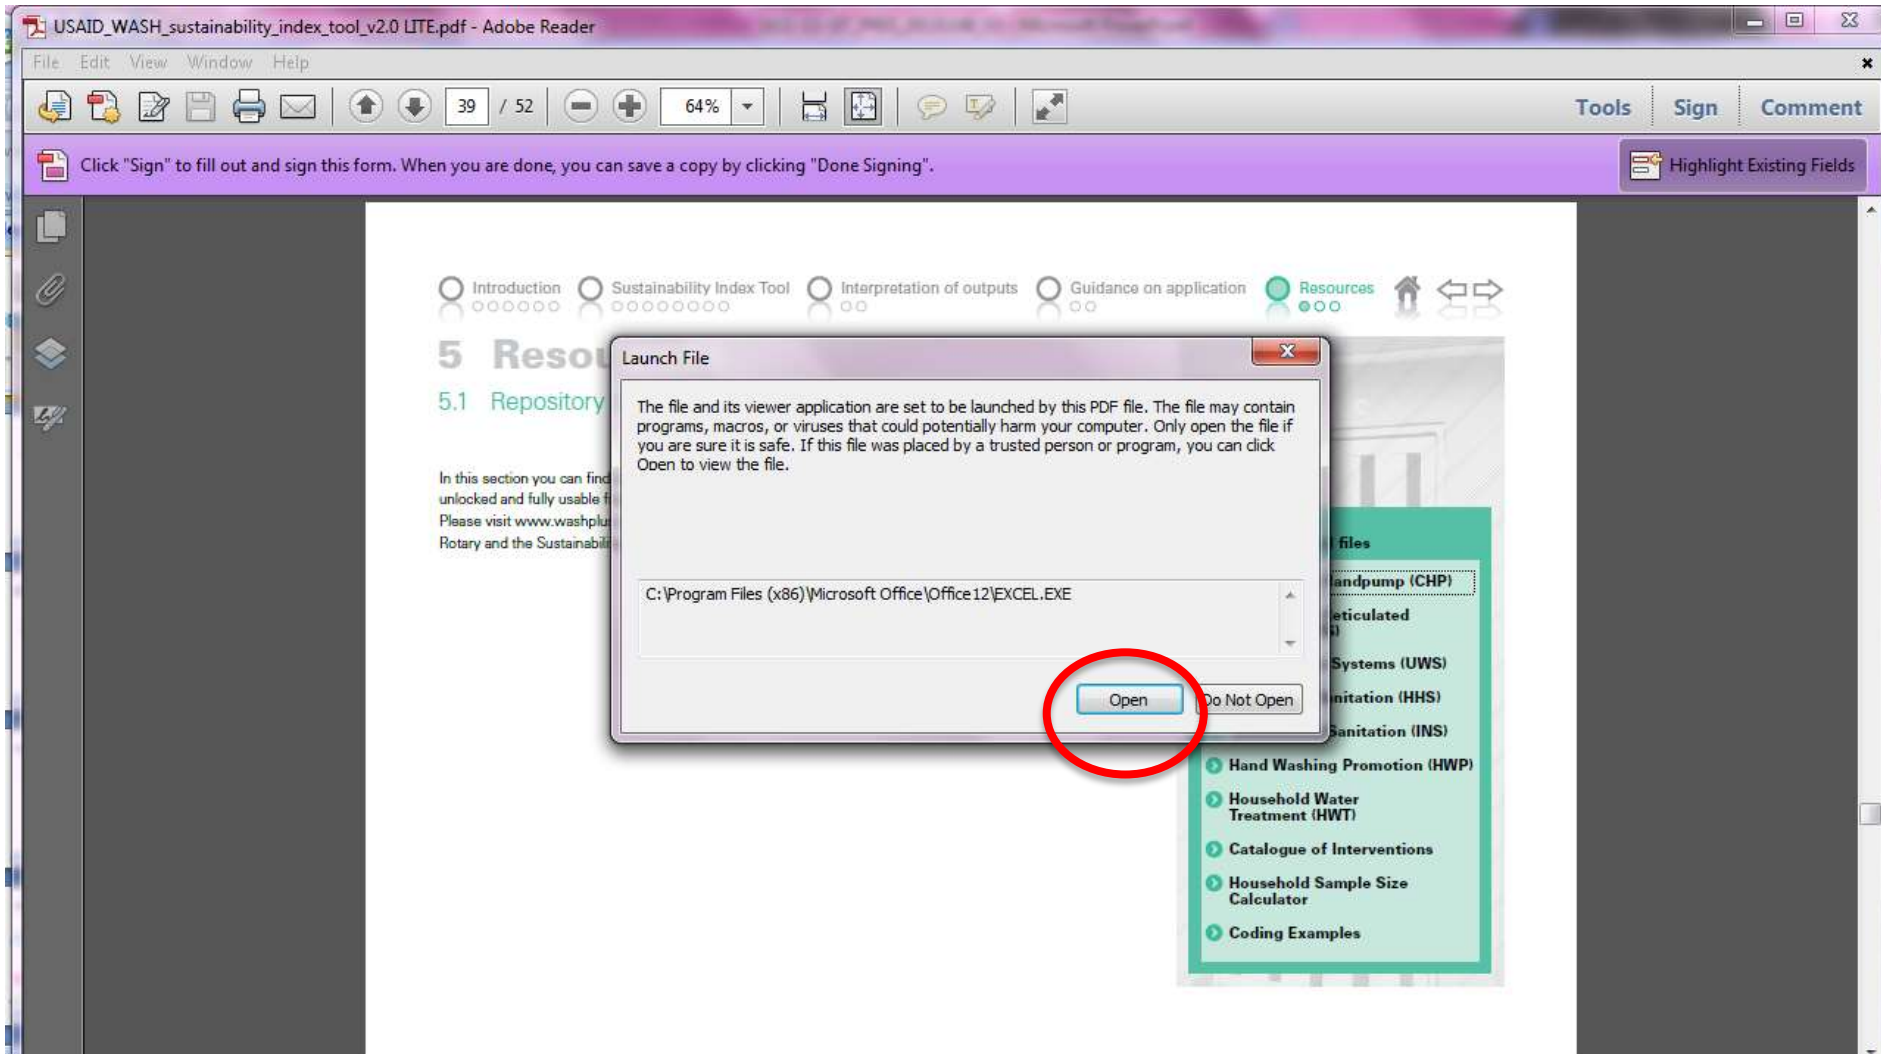 USAID_WASH_sustainability_index_tool_v2.0 LITE.pdf - Adobe Reader
File Edit View Window Help
39 / 52 64% Tools Sign Comment
Click "Sign" to fill out and sign this form. When you are done, you can save a copy by clicking "Done Signing".
Highlight Existing Fields
Introduction Sustainability Index Tool Interpretation of outputs Guidance on application Resources
5 Resou
5.1 Repository
In this section you can find
unlocked and fully usable f
Please visit www.washplu
Rotary and the Sustainabili
Launch File
The file and its viewer application are set to be launched by this PDF file. The file may contain
programs, macros, or viruses that could potentially harm your computer. Only open the file if
you are sure it is safe. If this file was placed by a trusted person or program, you can click
Open to view the file.
C:\Program Files (x86)\Microsoft Office\Office12\EXCEL.EXE
Open Do Not Open
files
andpump (CHP)
eticulated
Systems (UWS)
nitation (HHS)
Sanitation (INS)
Hand Washing Promotion (HWP)
Household Water
Treatment (HWT)
Catalogue of Interventions
Household Sample Size
Calculator
Coding Examples